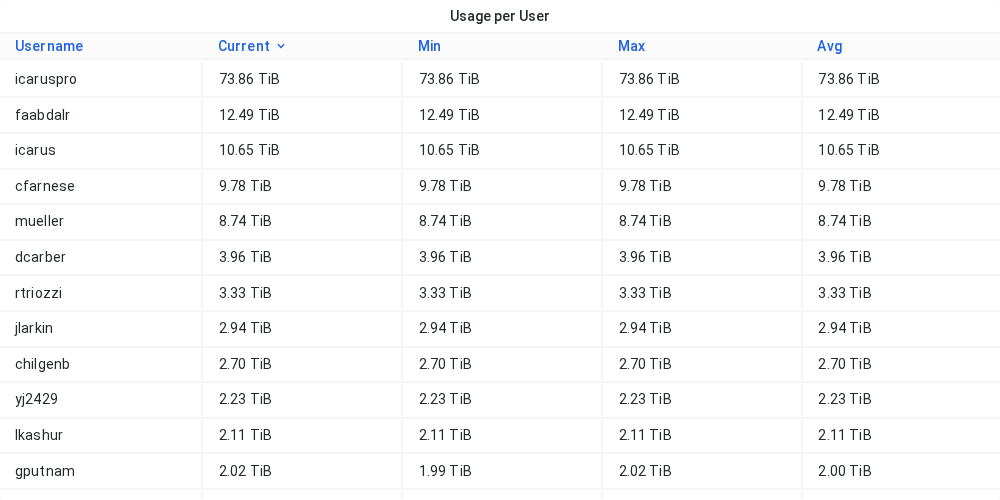 Usage per User
Username Current Min Max Avg
icaruspro 73.86 TiB 73.86 TiB 73.86 TiB 73.86 TiB
faabdalr 12.49 TiB 12.49 TiB 12.49 TiB 12.49 TiB
icarus 10.65 TiB 10.65 TiB 10.65 TiB 10.65 TiB
cfarnese 9.78 TiB 9.78 TiB 9.78 TiB 9.78 TiB
mueller 8.74 TiB 8.74 TiB 8.74 TiB 8.74 TiB
dcarber 3.96 TiB 3.96 TiB 3.96 TiB 3.96 TiB
rtriozzi 3.33 TiB 3.33 TiB 3.33 TiB 3.33 TiB
jlarkin 2.94 TiB 2.94 TiB 2.94 TiB 2.94 TiB
chilgenb 2.70 TiB 2.70 TiB 2.70 TiB 2.70 TiB
yj2429 2.23 TiB 2.23 TiB 2.23 TiB 2.23 TiB
lkashur 2.11 TiB 2.11 TiB 2.11 TiB 2.11 TiB
gputnam 2.02 TiB 1.99 TiB 2.02 TiB 2.00 TiB